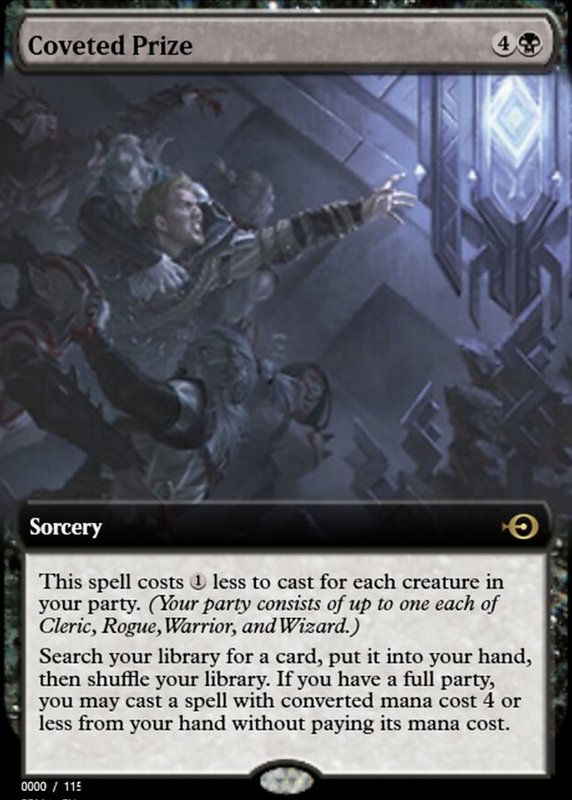 Coveted Prize 4
Sorcery
This spell costs 1 less to cast for each creature in
your party. (Your party consists of up to one each of
Cleric, Rogue, Warrior, and Wizard.)
Search your library for a card, put it into your hand,
then shuffle your library. If you have a full party,
you may cast a spell with converted mana cost 4 or
less from your hand without paying its mana cost.
0000 / 115